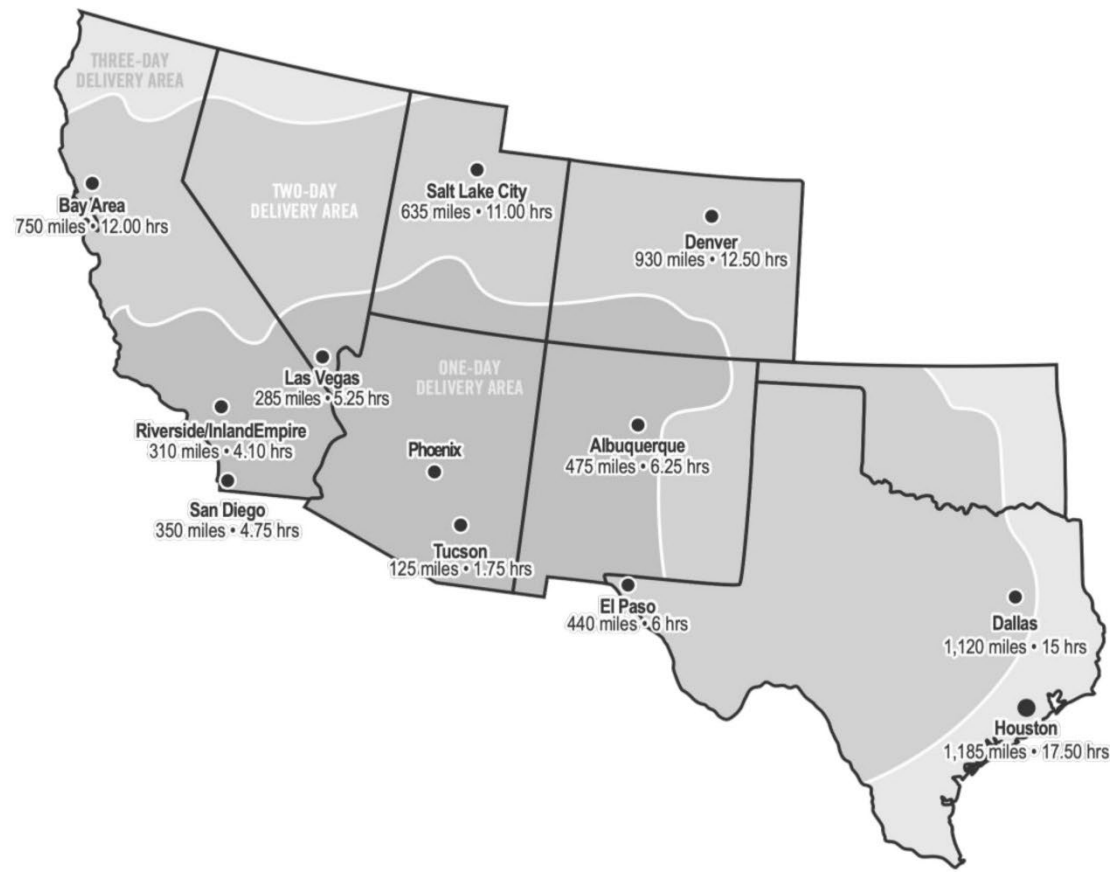 THREE-DAY
DELIVERY AREA
TWO-DAY
DELIVERY AREA
Salt Lake City
635 miles • 11.00 hrs
Bay Area
750 miles • 12.00 hrs
Denver
930 miles • 12.50 hrs
ONE-DAY
DELIVERY AREA
Las Vegas
285 miles • 5.25 hrs
Riverside/InlandEmpire
310 miles • 4.10 hrs
Phoenix
Albuquerque
475 miles • 6.25 hrs
San Diego
350 miles • 4.75 hrs
Tucson
125 miles • 1.75 hrs
El Paso
440 miles • 6 hrs
Dallas
1,120 miles • 15 hrs
Houston
1,185 miles • 17.50 hrs